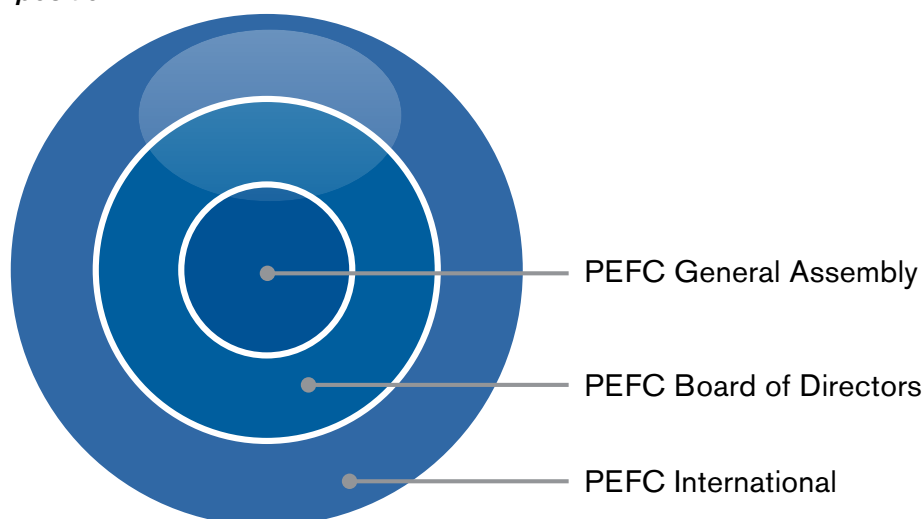 PEFC General Assembly
PEFC Board of Directors
PEFC International